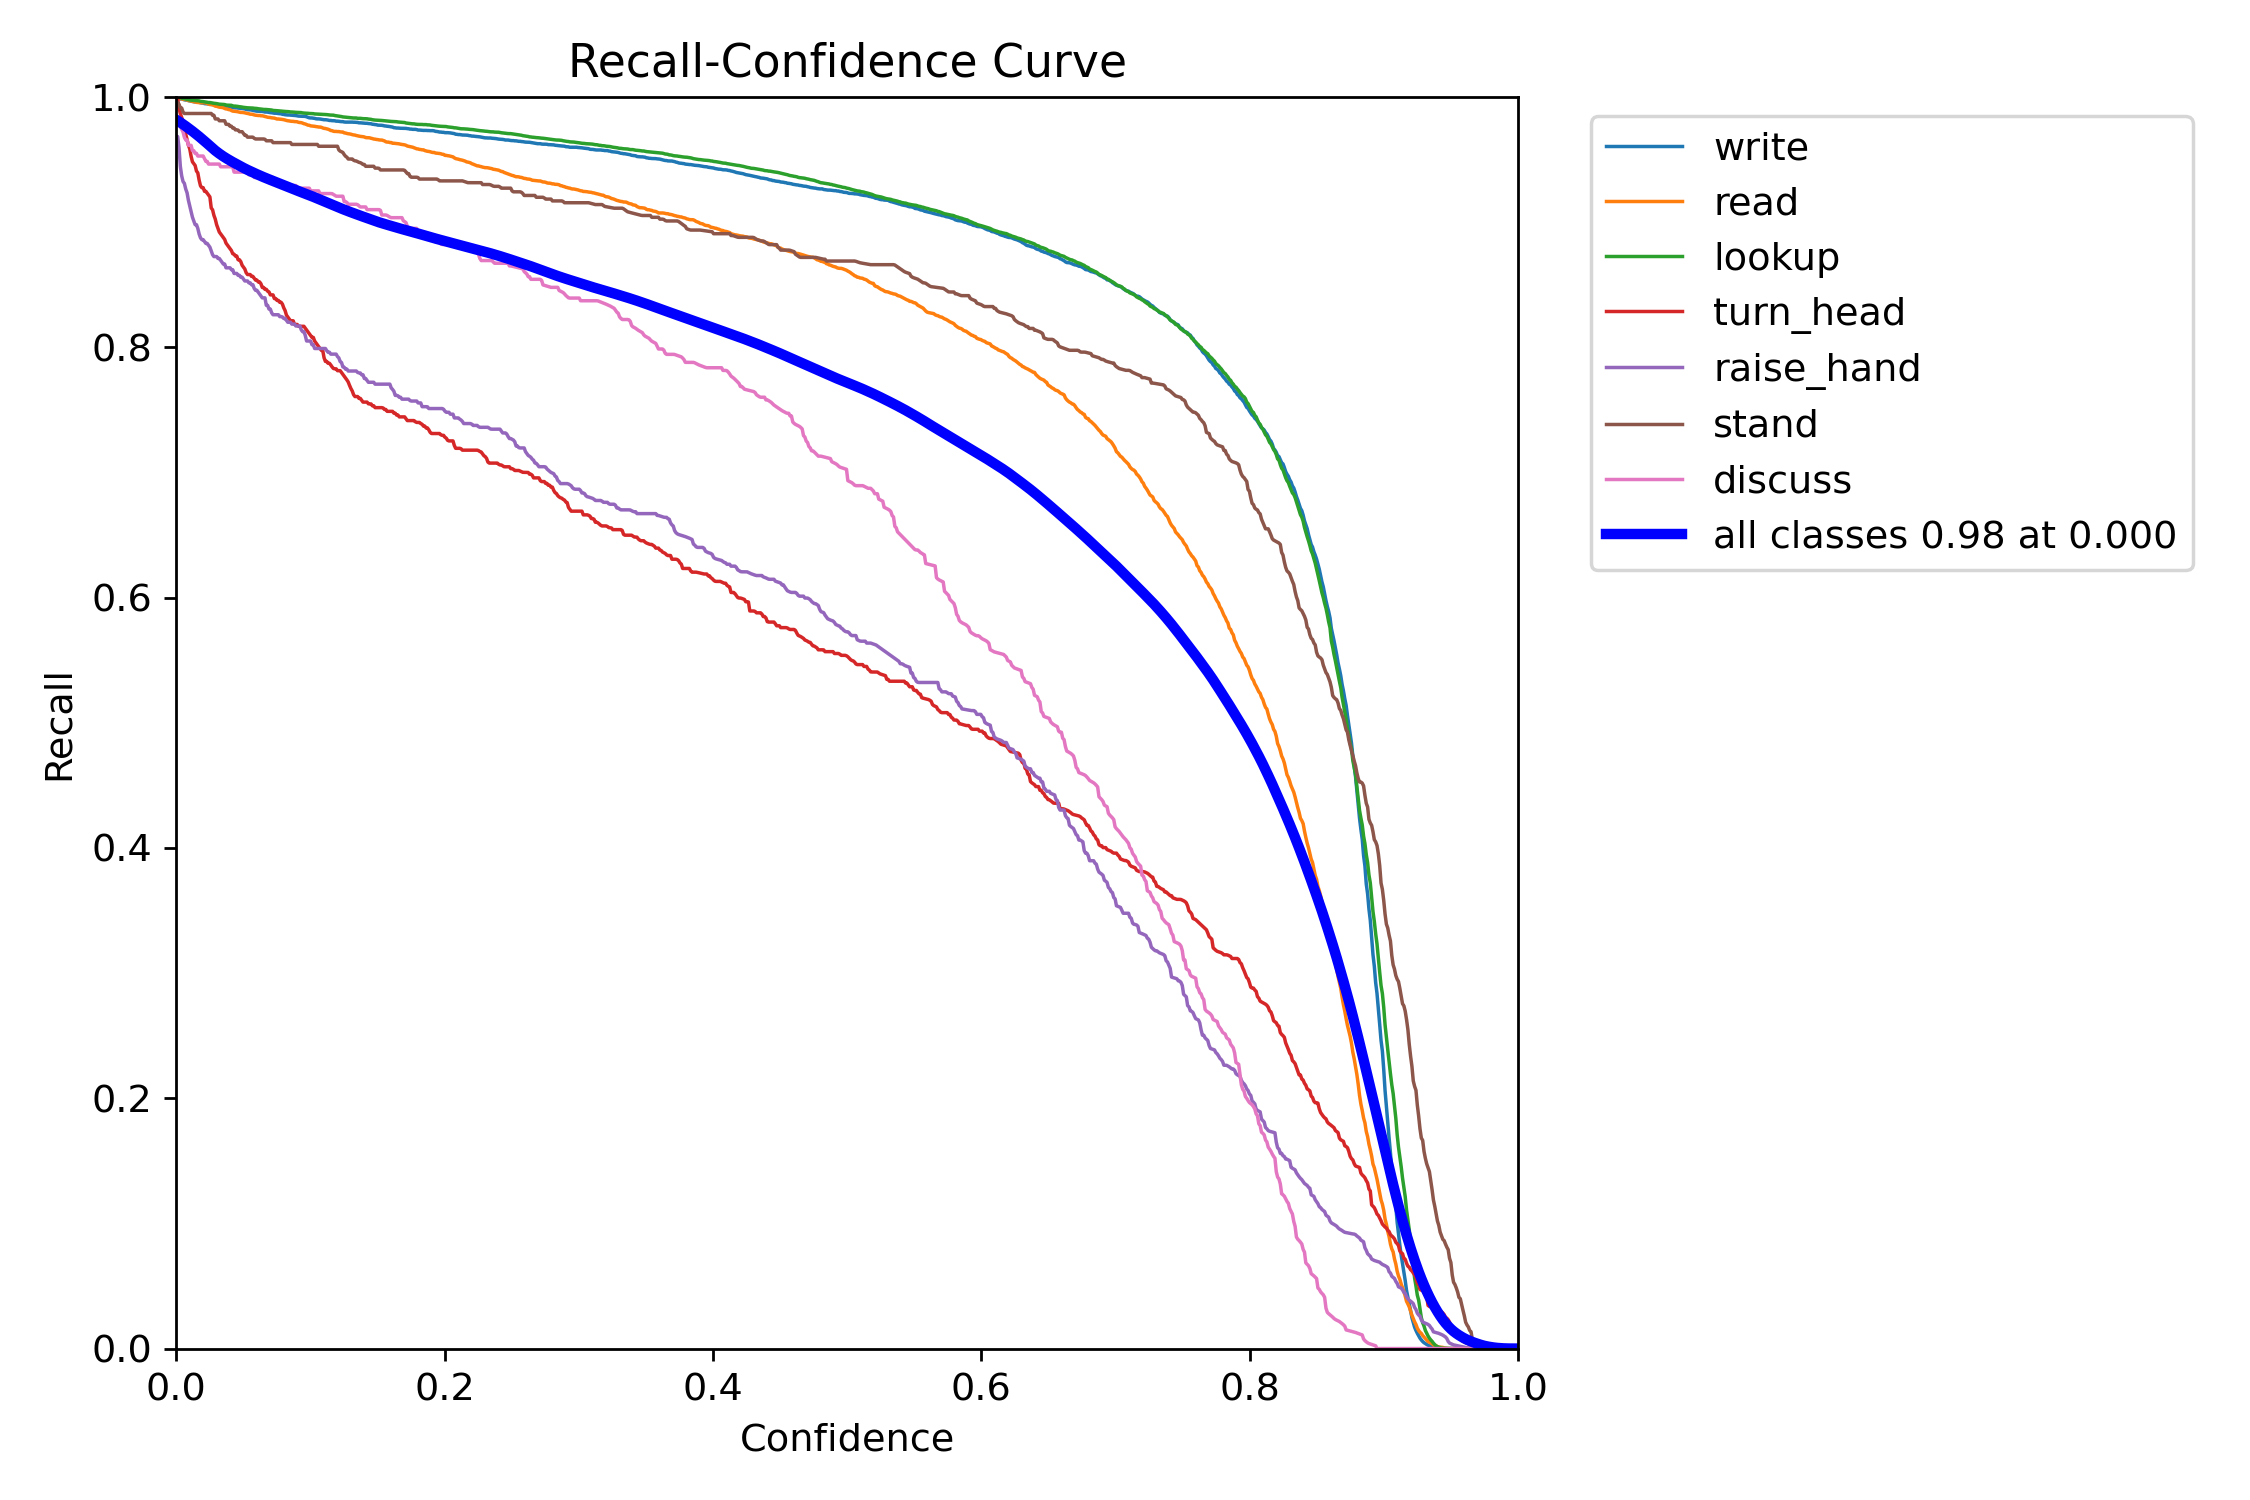 Recall-Confidence Curve
1.0
0.8
0.6
0.4
0.2
0.0
Recall
0.0 0.2 0.4 0.6 0.8 1.0
Confidence
write
read
lookup
turn_head
raise_hand
stand
discuss
all classes 0.98 at 0.000